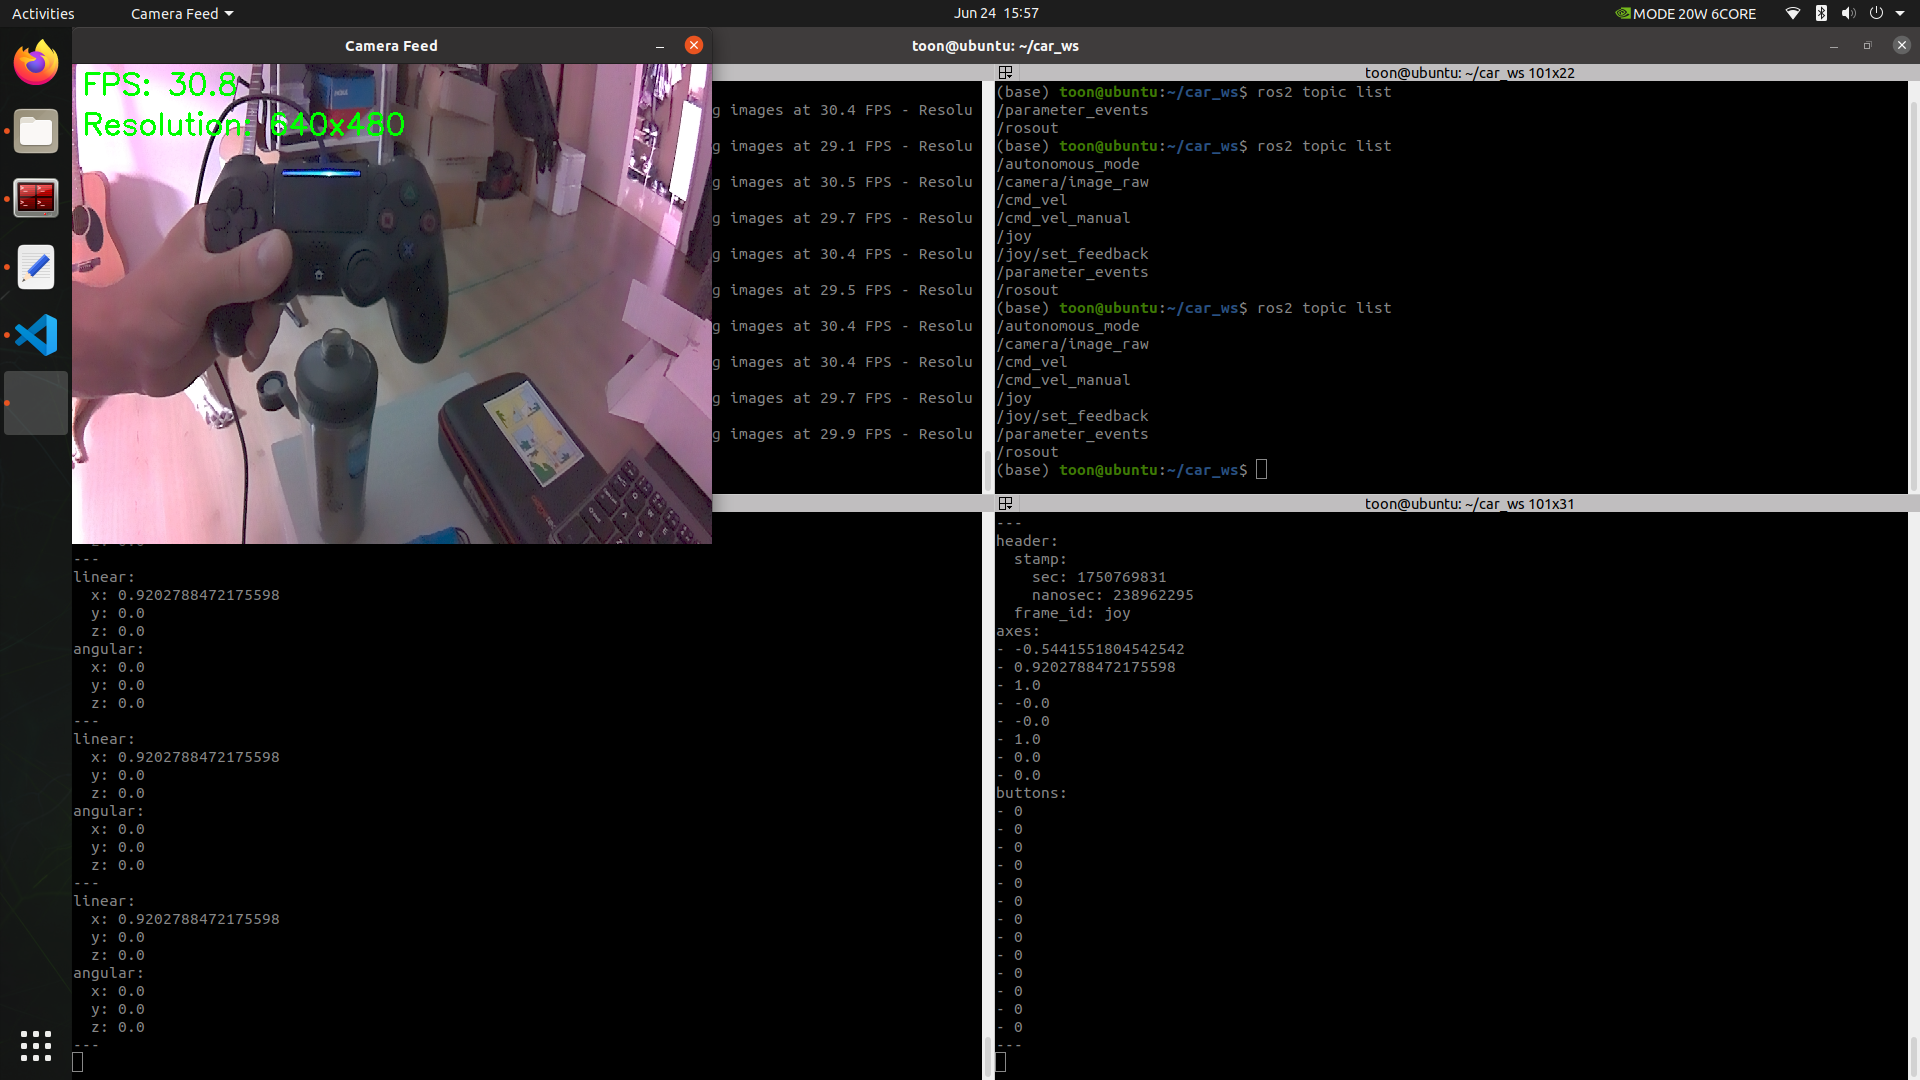 Activities
Camera Feed
Jun 24 15:57
MODE 20W 6CORE
Camera Feed
toon@ubuntu: ~/car_ws
FPS: 30.8
Resolution: 640x480
g images at 30.4 FPS - Resolu
g images at 29.1 FPS - Resolu
g images at 30.5 FPS - Resolu
g images at 29.7 FPS - Resolu
g images at 30.4 FPS - Resolu
g images at 29.5 FPS - Resolu
g images at 30.4 FPS - Resolu
g images at 30.4 FPS - Resolu
g images at 29.7 FPS - Resolu
g images at 29.9 FPS - Resolu
toon@ubuntu: ~/car_ws 101x22
(base) toon@ubuntu:~/car_ws$ ros2 topic list
/parameter_events
/rosout
(base) toon@ubuntu:~/car_ws$ ros2 topic list
/autonomous_mode
/camera/image_raw
/cmd_vel
/cmd_vel_manual
/joy
/joy/set_feedback
/parameter_events
/rosout
(base) toon@ubuntu:~/car_ws$ ros2 topic list
/autonomous_mode
/camera/image_raw
/cmd_vel
/cmd_vel_manual
/joy
/joy/set_feedback
/parameter_events
/rosout
(base) toon@ubuntu:~/car_ws$
---
linear:
x: 0.9202788472175598
y: 0.0
z: 0.0
angular:
x: 0.0
y: 0.0
z: 0.0
---
linear:
x: 0.9202788472175598
y: 0.0
z: 0.0
angular:
x: 0.0
y: 0.0
z: 0.0
---
linear:
x: 0.9202788472175598
y: 0.0
z: 0.0
angular:
x: 0.0
y: 0.0
z: 0.0
---
toon@ubuntu: ~/car_ws 101x31
---
header:
stamp:
sec: 1750769831
nanosec: 238962295
frame_id: joy
axes:
- -0.5441551804542542
- 0.9202788472175598
- 1.0
- -0.0
- -0.0
- 1.0
- 0.0
- 0.0
buttons:
- 0
- 0
- 0
- 0
- 0
- 0
- 0
- 0
- 0
- 0
- 0
- 0
- 0
---